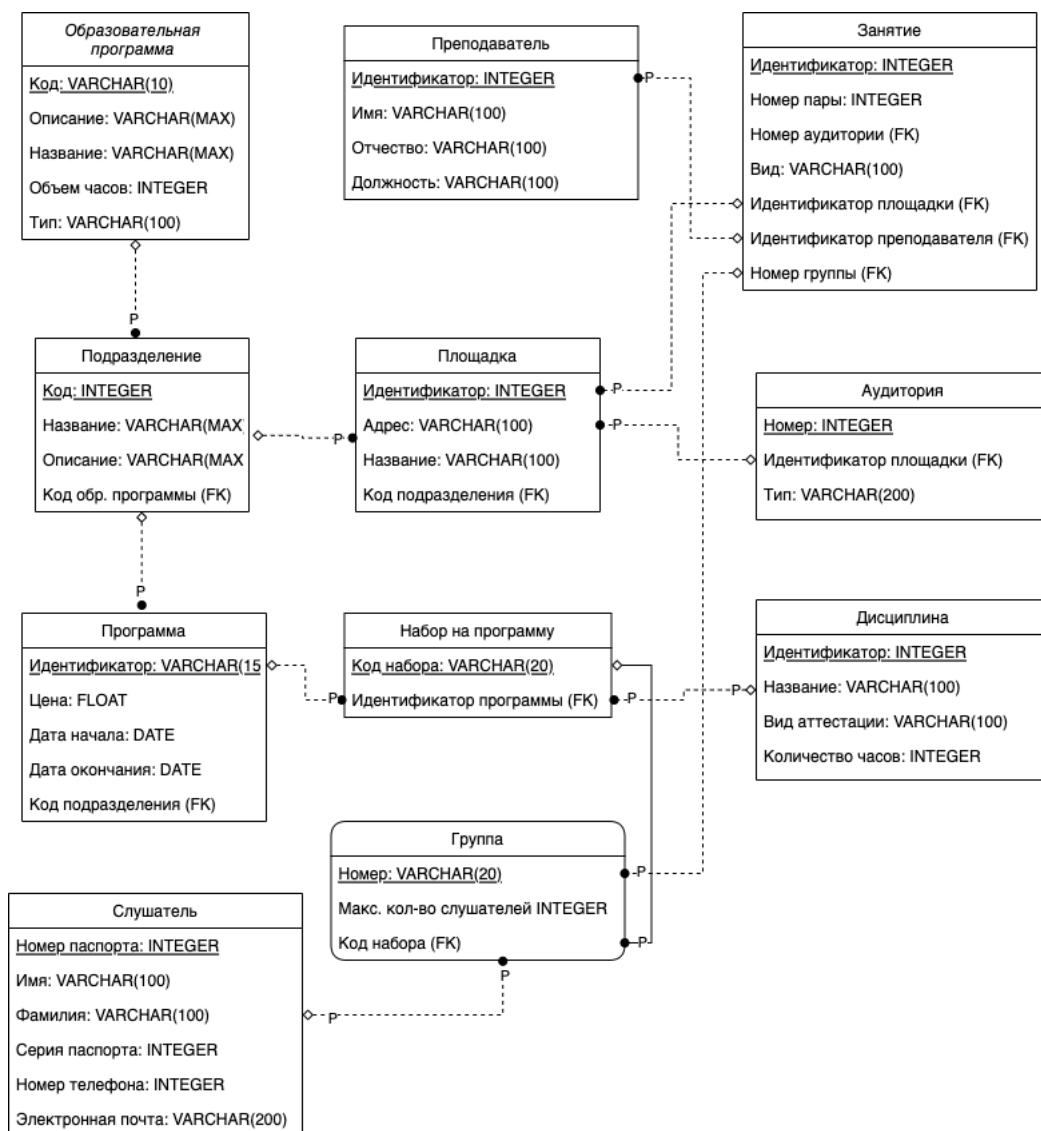 Образовательная
программа
Код: VARCHAR(10)
Описание: VARCHAR(MAX)
Название: VARCHAR(MAX)
Объем часов: INTEGER
Тип: VARCHAR(100)
Преподаватель
Идентификатор: INTEGER
Имя: VARCHAR(100)
Отчество: VARCHAR(100)
Должность: VARCHAR(100)
P
Занятие
Идентификатор: INTEGER
Номер пары: INTEGER
Номер аудитории (FK)
Вид: VARCHAR(100)
Идентификатор площадки (FK)
Идентификатор преподавателя (FK)
Номер группы (FK)
P
Подразделение
Код: INTEGER
Название: VARCHAR(MAX)
Описание: VARCHAR(MAX
Код обр. программы (FK)
P
Площадка
Идентификатор: INTEGER
Адрес: VARCHAR(100)
Название: VARCHAR(100)
Код подразделения (FK)
P
P
Аудитория
Номер: INTEGER
Идентификатор площадки (FK)
Тип: VARCHAR(200)
P
Программа
Идентификатор: VARCHAR(15
Цена: FLOAT
Дата начала: DATE
Дата окончания: DATE
Код подразделения (FK)
P
Набор на программу
Код набора: VARCHAR(20)
Идентификатор программы (FK)
P
P
Дисциплина
Идентификатор: INTEGER
Название: VARCHAR(100)
Вид аттестации: VARCHAR(100)
Количество часов: INTEGER
Группа
Номер: VARCHAR(20)
Макс. кол-во слушателей INTEGER
Код набора (FK)
P
P
P
Слушатель
Номер паспорта: INTEGER
Имя: VARCHAR(100)
Фамилия: VARCHAR(100)
Серия паспорта: INTEGER
Номер телефона: INTEGER
Электронная почта: VARCHAR(200)
P